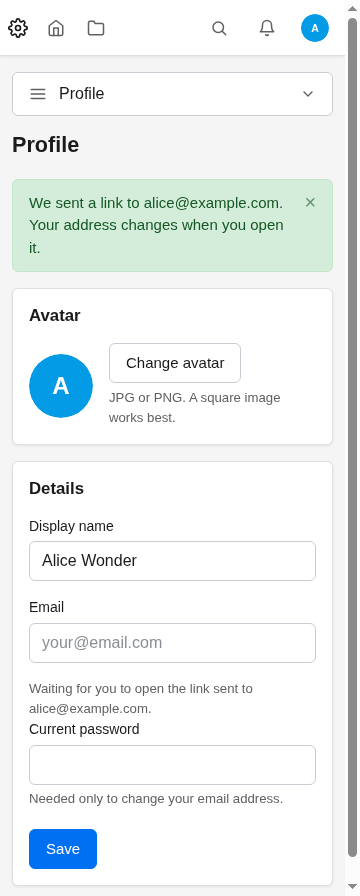 A
Profile
Profile
We sent a link to alice@example.com.
Your address changes when you open
it.
Avatar
A
Change avatar
JPG or PNG. A square image
works best.
Details
Display name
Alice Wonder
Email
your@email.com
Waiting for you to open the link sent to
alice@example.com.
Current password
Needed only to change your email address.
Save